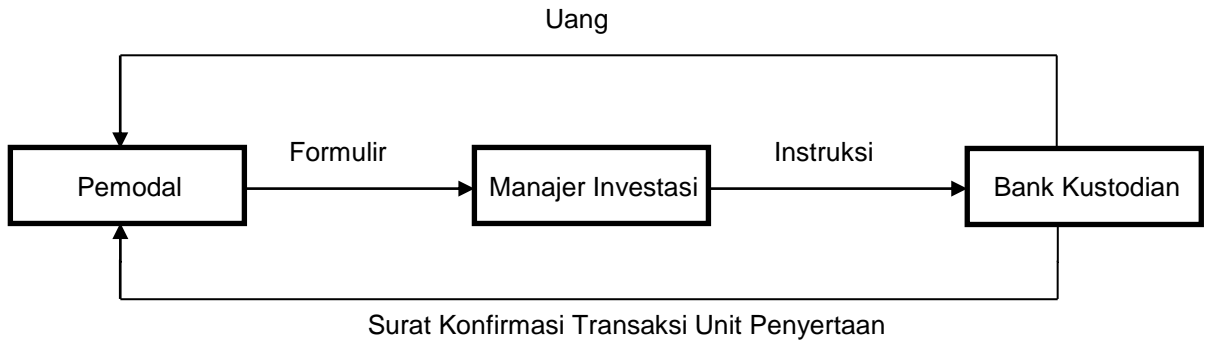 Uang
Formulir
Instruksi
Pemodal
Manajer Investasi
Bank Kustodian
Surat Konfirmasi Transaksi Unit Penyertaan